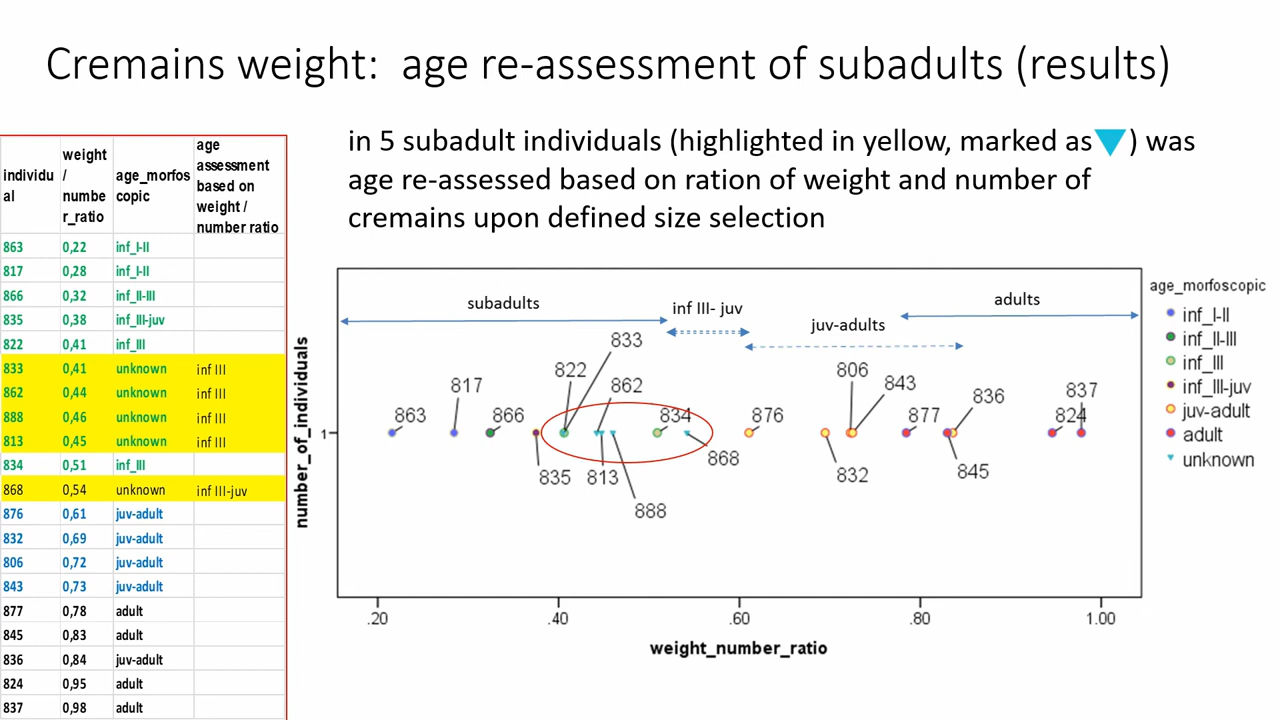 Cremains weight: age re-assessment of subadults (results)
in 5 subadult individuals (highlighted in yellow, marked as ) was
age re-assessed based on ration of weight and number of
cremains upon defined size selection
individu
al
weight
/
numbe
r_ratio
age_morfos
copic
age
assessment
based on
weight /
number ratio
863 0,22 inf_I-II
817 0,28 inf_I-II
866 0,32 inf_II-III
835 0,38 inf_III-juv
822 0,41 inf_III
833 0,41 unknown inf III
862 0,44 unknown inf III
888 0,46 unknown inf III
813 0,45 unknown inf III
834 0,51 inf_III
868 0,54 unknown inf III-juv
876 0,61 juv-adult
832 0,69 juv-adult
806 0,72 juv-adult
843 0,73 juv-adult
877 0,78 adult
845 0,83 adult
836 0,84 juv-adult
824 0,95 adult
837 0,98 adult
subadults
inf III- juv
juv-adults
adults
833
822 862 806 843
817 836 837
863 866 834 876 877 824
835 813 868 832 845
888
number_of_individuals
1
.20 .40 .60 .80 1.00
weight_number_ratio
age_morfoscopic
inf_I-II
inf_II-III
inf_III
inf_III-juv
juv-adult
adult
unknown